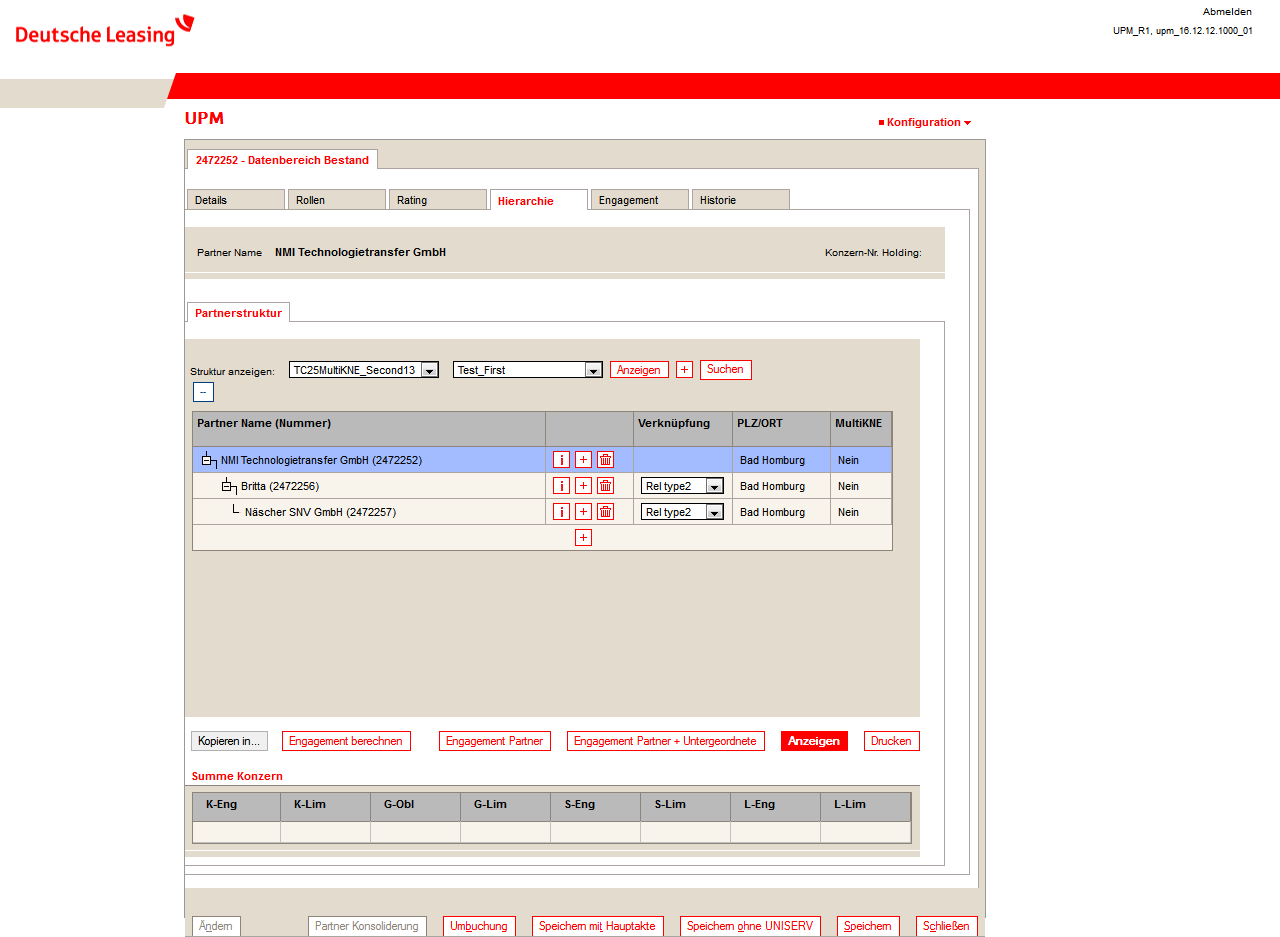 Deutsche Leasing
Abmelden
UPM_R1, upm_16.12.12.1000_01
UPM
Konfiguration
2472252 - Datenbereich Bestand
Details Rollen Rating Hierarchie Engagement Historie
Partner Name NMI Technologietransfer GmbH Konzern-Nr. Holding:
Partnerstruktur
Struktur anzeigen: TC25MultiKNE_Second13 Test_First Anzeigen + Suchen
--
Partner Name (Nummer) Verknüpfung PLZ/ORT MultiKNE
NMI Technologietransfer GmbH (2472252) i + Bad Homburg Nein
Britta (2472256) i + Rel type2 Bad Homburg Nein
Näscher SNV GmbH (2472257) i + Rel type2 Bad Homburg Nein
+
Kopieren in... Engagement berechnen Engagement Partner Engagement Partner + Untergeordnete Anzeigen Drucken
Summe Konzern
K-Eng K-Lim G-Obl G-Lim S-Eng S-Lim L-Eng L-Lim
Ändern Partner Konsolidierung Umbuchung Speichern mit Hauptakte Speichern ohne UNISERV Speichern Schließen